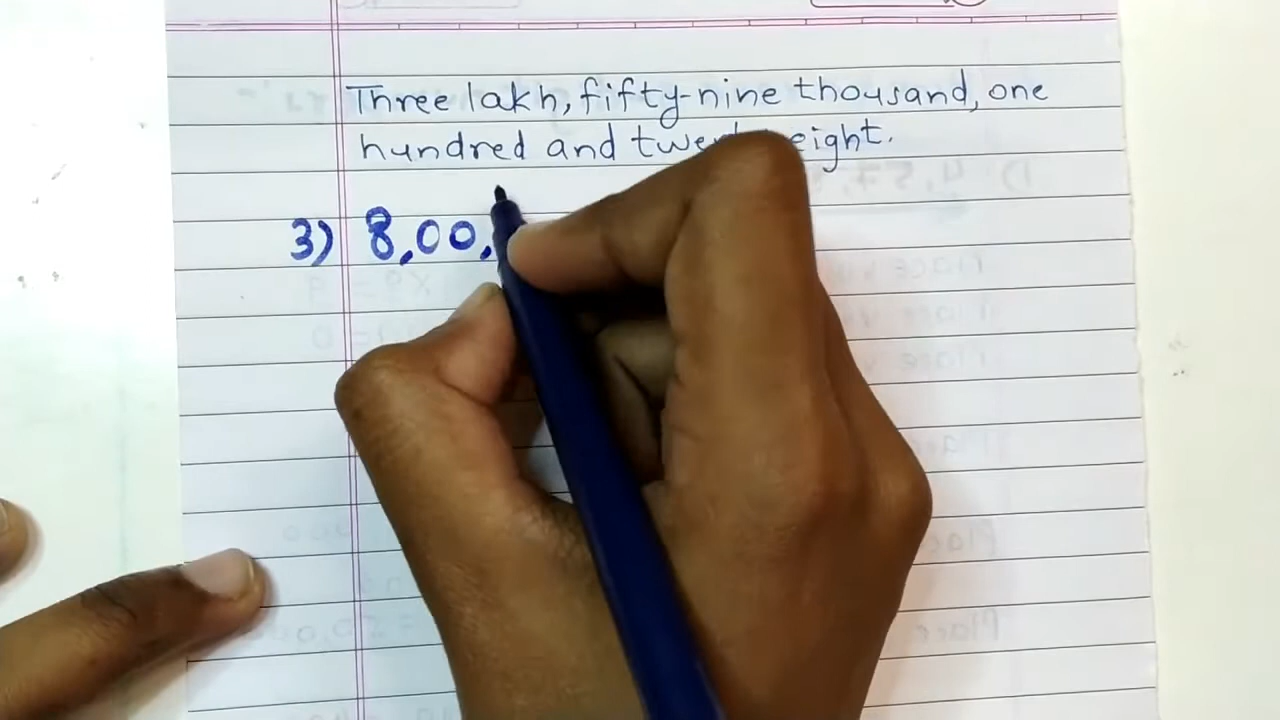 Three lakh, fifty-nine thousand, one
hundred and eight.
3) 8,00,